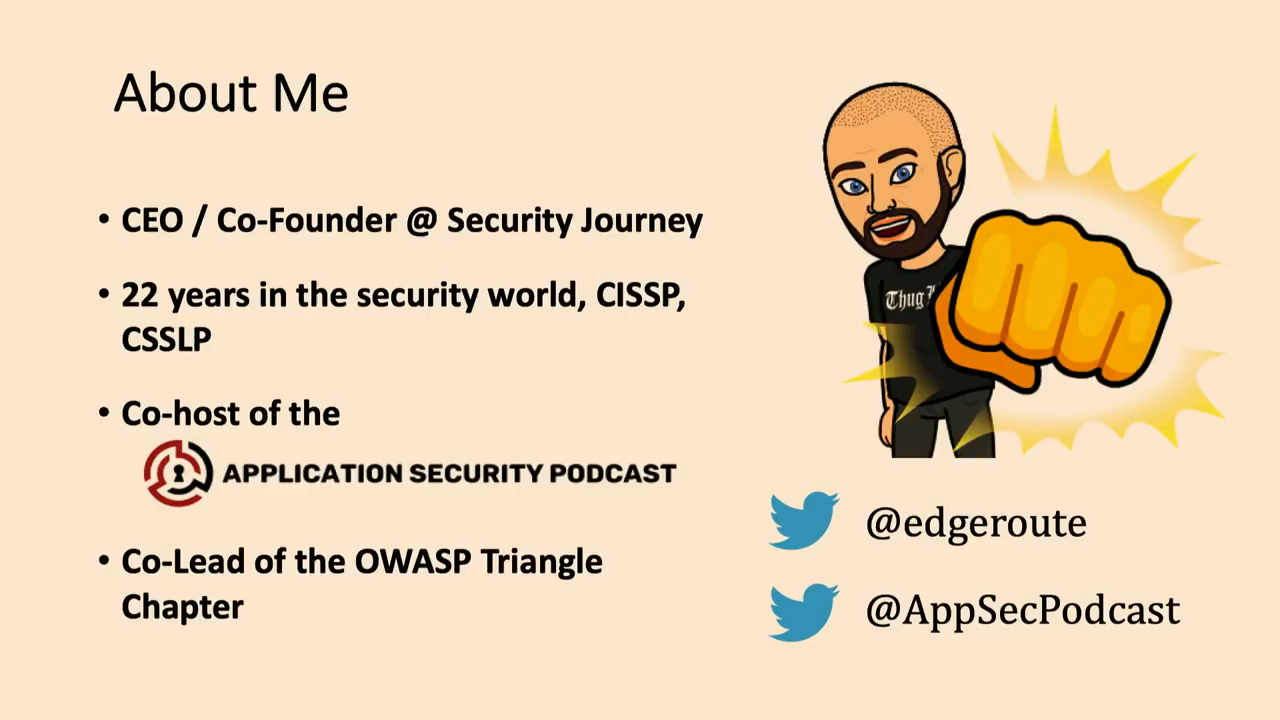 About Me
• CEO / Co-Founder @ Security Journey
• 22 years in the security world, CISSP,
CSSLP
• Co-host of the
APPLICATION SECURITY PODCAST
• Co-Lead of the OWASP Triangle
Chapter
Thug
@edgeroute
@AppSecPodcast